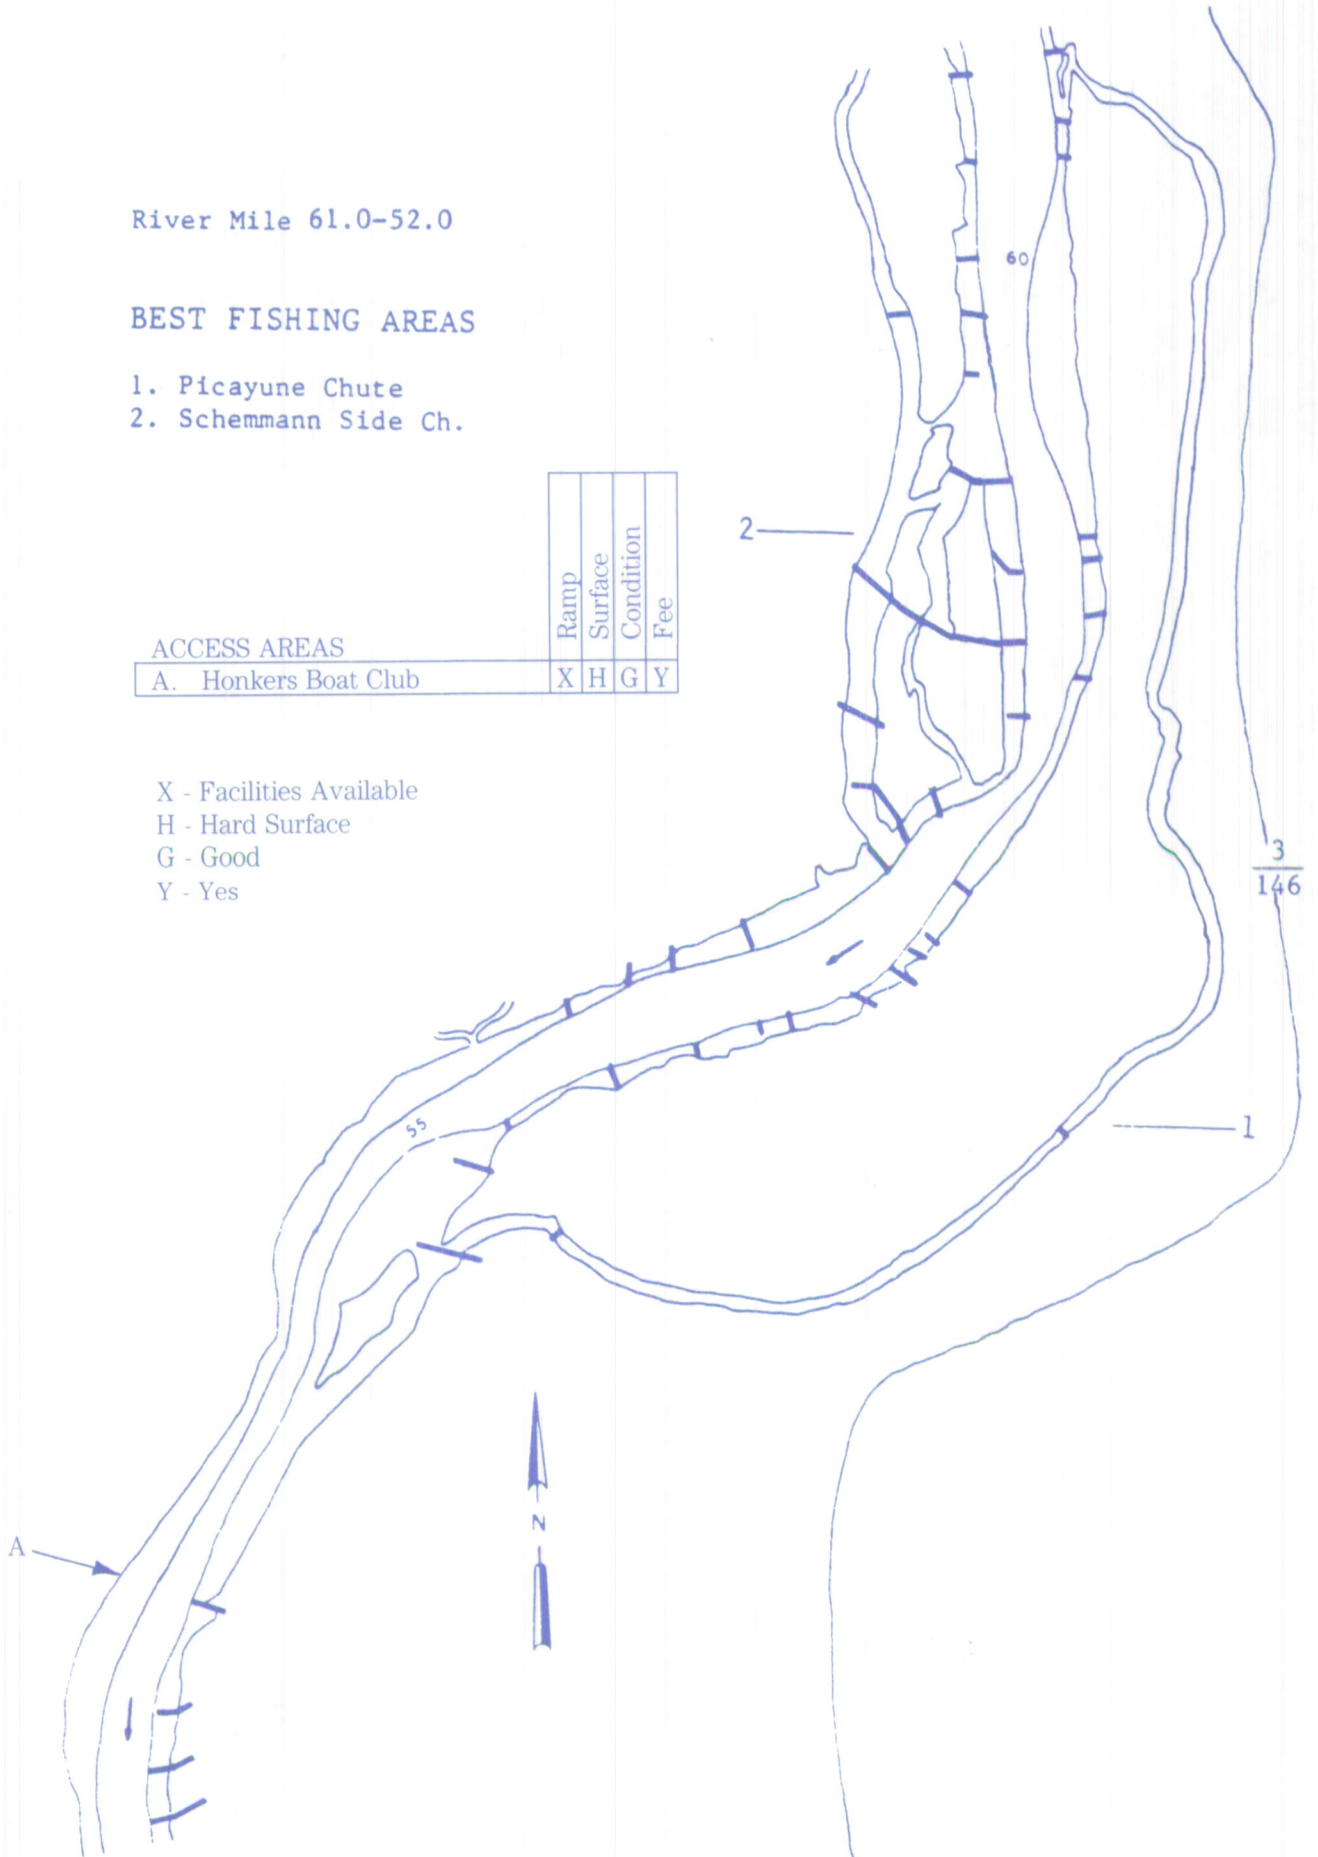 River Mile 61.0-52.0
BEST FISHING AREAS
1. Picayune Chute
2. Schemmann Side Ch.
ACCESS AREAS Ramp Surface Condition Fee
A. Honkers Boat Club X H G Y
X - Facilities Available
H - Hard Surface
G - Good
Y - Yes
60
2
3
146
55
1
N
A